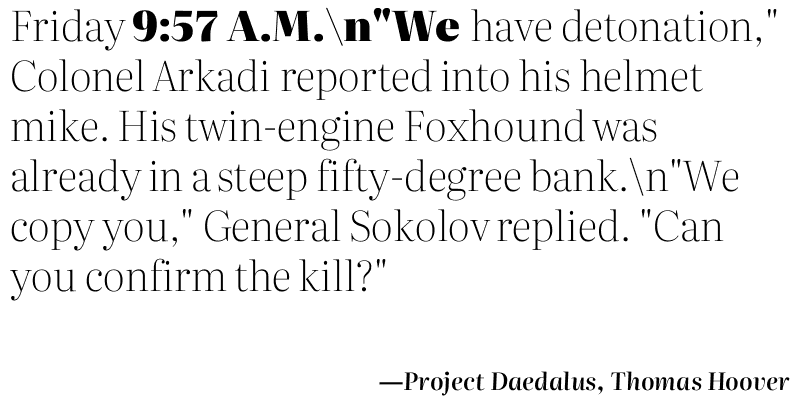 Friday 9:57 A.M.\n"We have detonation,"
Colonel Arkadi reported into his helmet
mike. His twin-engine Foxhound was
already in a steep fifty-degree bank.\n"We
copy you," General Sokolov replied. "Can
you confirm the kill?"
—Project Daedalus, Thomas Hoover